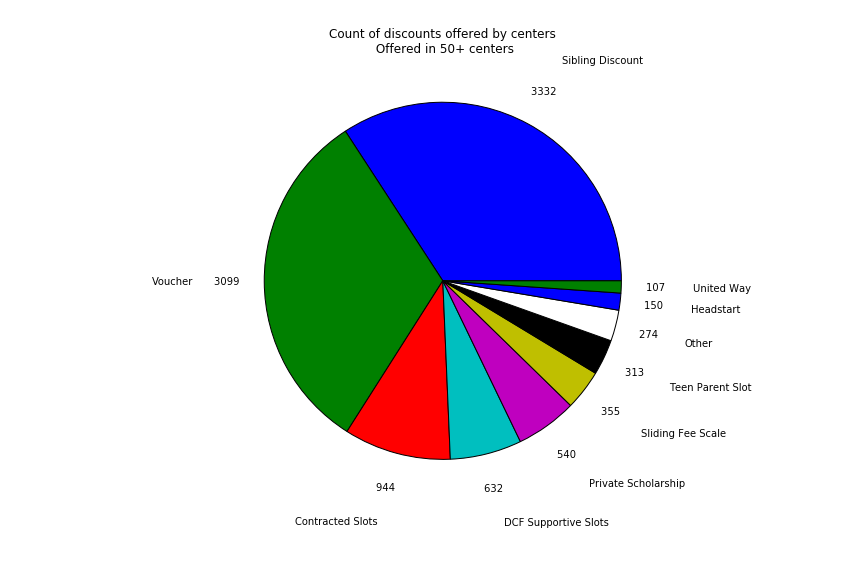 Count of discounts offered by centers
Offered in 50+ centers
Sibling Discount
3332
Voucher
3099
107
United Way
150
Headstart
274
Other
313
Teen Parent Slot
355
Sliding Fee Scale
540
Private Scholarship
944
632
Contracted Slots
DCF Supportive Slots